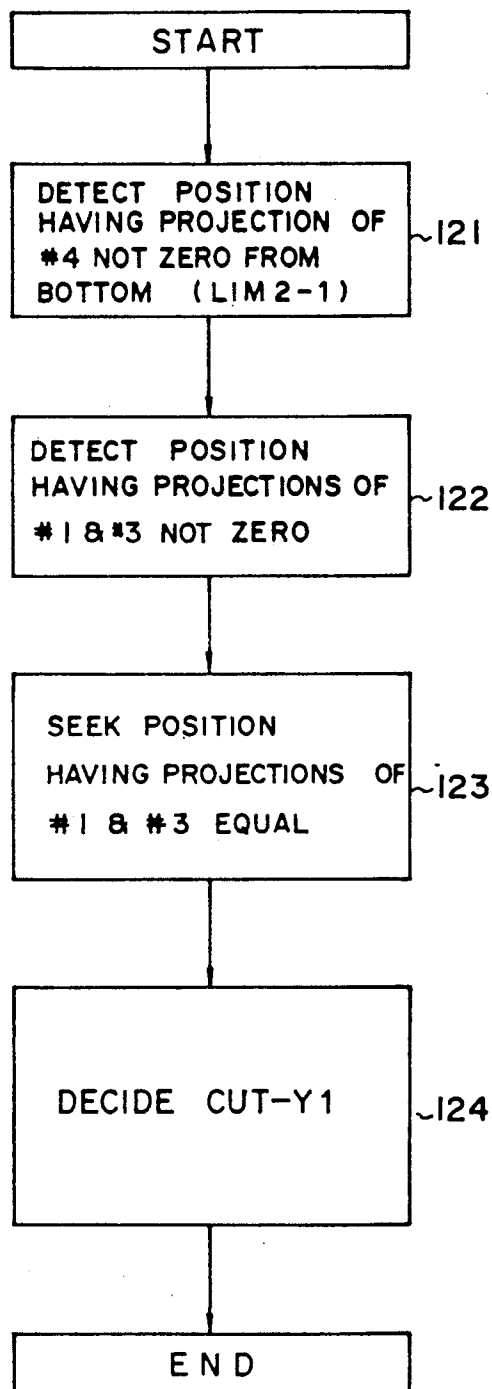 START
DETECT POSITION
HAVING PROJECTION OF
#4 NOT ZERO FROM
BOTTOM (LIM2-1)
~121
DETECT POSITION
HAVING PROJECTIONS OF
#1 & #3 NOT ZERO
~122
SEEK POSITION
HAVING PROJECTIONS OF
#1 & #3 EQUAL
~123
DECIDE CUT-Y1
~124
END